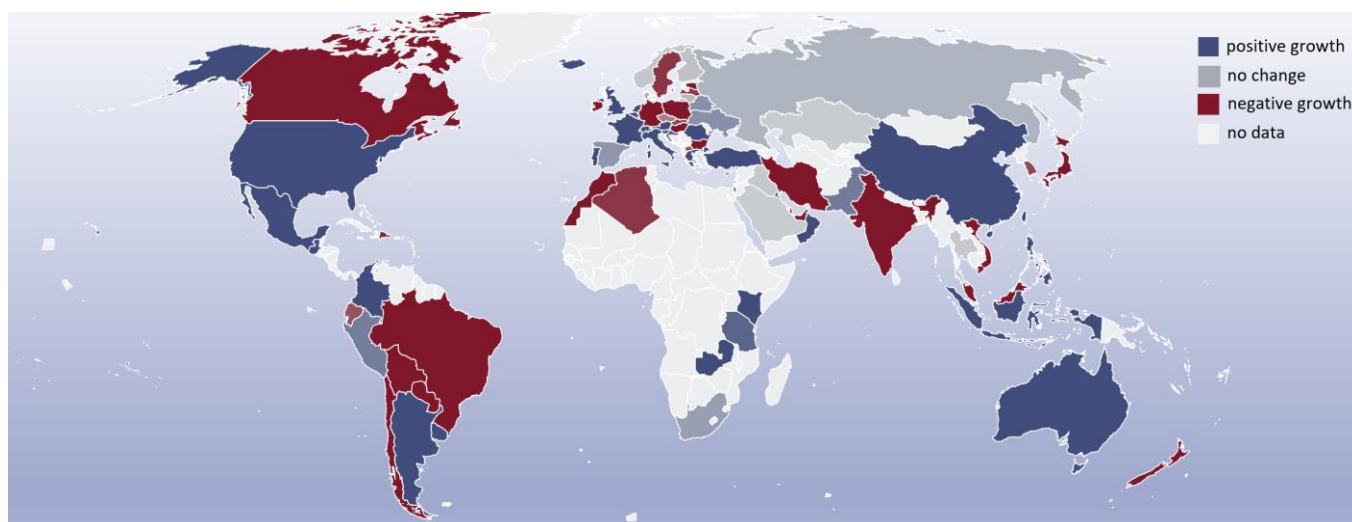 positive growth
no change
negative growth
no data